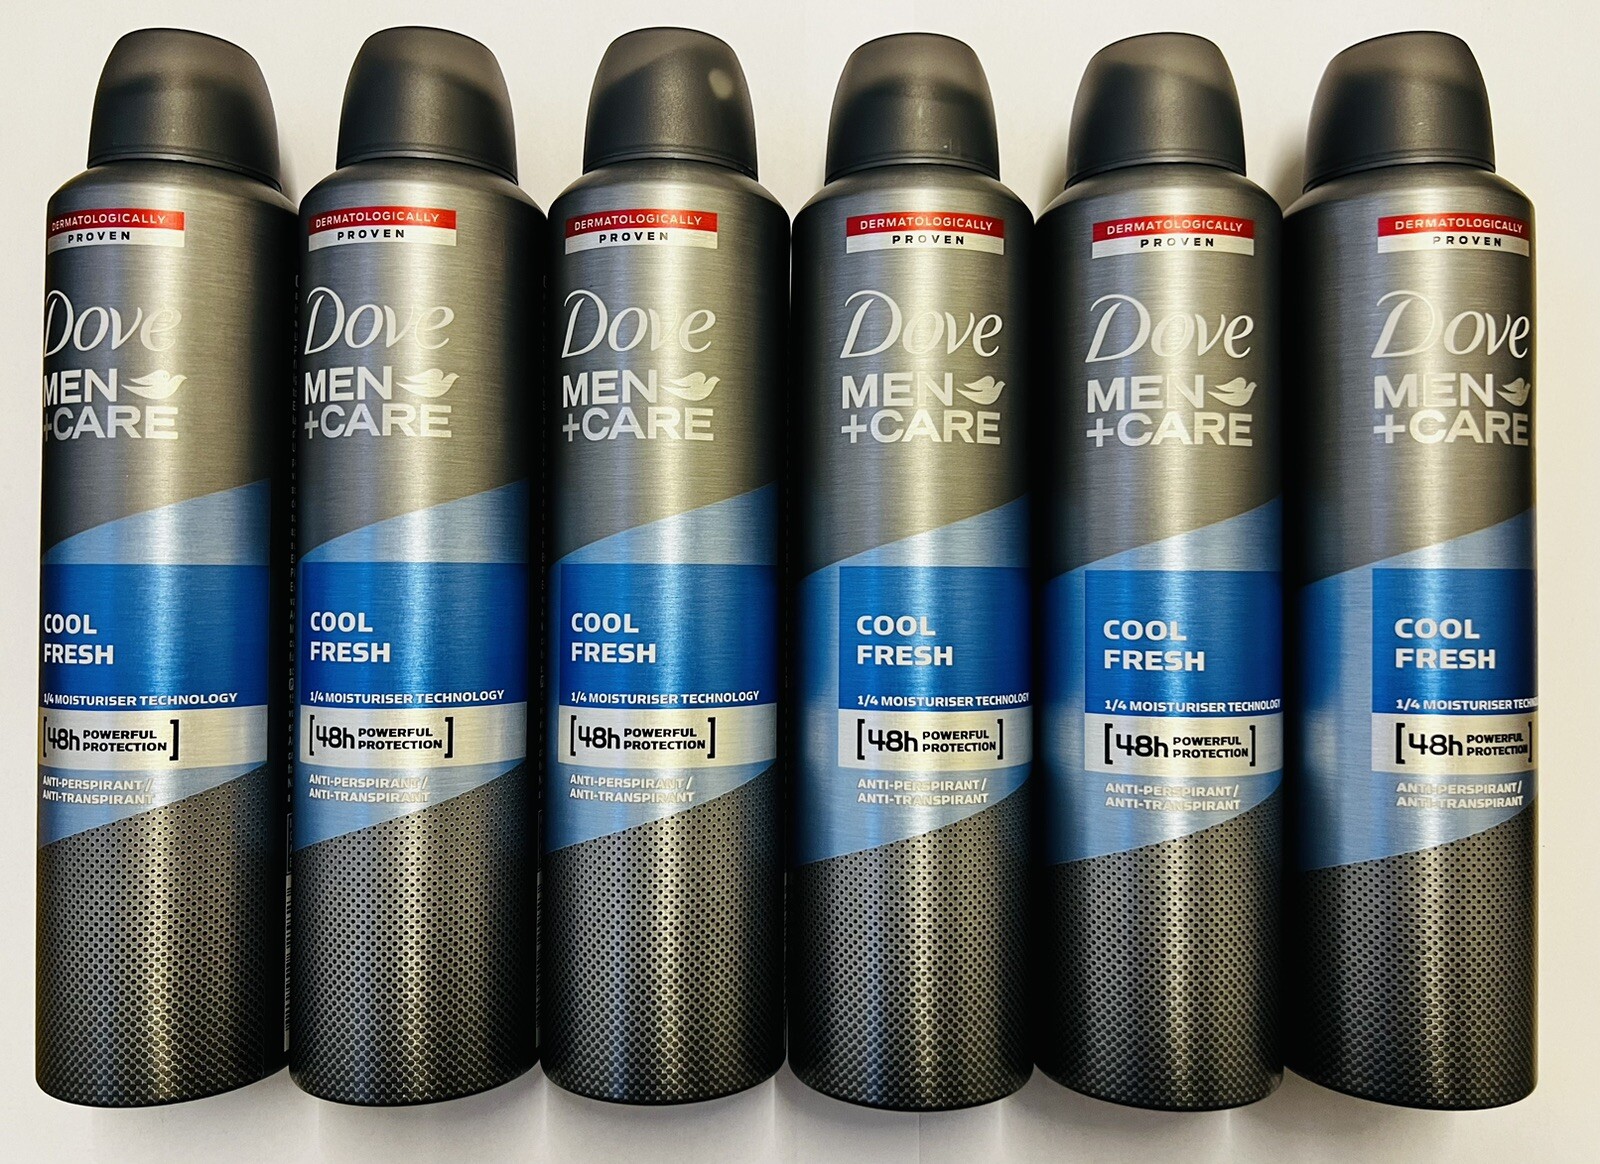 DERMATOLOGICALLY
PROVEN
Dove
MEN
+CARE
COOL
FRESH
1/4 MOISTURISER TECHNOLOGY
[48h POWERFUL
PROTECTION]
ANTI-PERSPIRANT/
ANTI-TRANSPIRANT
DERMATOLOGICALLY
PROVEN
Dove
MEN
+CARE
COOL
FRESH
1/4 MOISTURISER TECHNOLOGY
[48h POWERFUL
PROTECTION]
ANTI-PERSPIRANT/
ANTI-TRANSPIRANT
DERMATOLOGICALLY
PROVEN
Dove
MEN
+CARE
COOL
FRESH
1/4 MOISTURISER TECHNOLOGY
[48h POWERFUL
PROTECTION]
ANTI-PERSPIRANT/
ANTI-TRANSPIRANT
DERMATOLOGICALLY
PROVEN
Dove
MEN
+CARE
COOL
FRESH
1/4 MOISTURISER TECHNOLOGY
[48h POWERFUL
PROTECTION]
ANTI-PERSPIRANT/
ANTI-TRANSPIRANT
DERMATOLOGICALLY
PROVEN
Dove
MEN
+CARE
COOL
FRESH
1/4 MOISTURISER TECHNOLOGY
[48h POWERFUL
PROTECTION]
ANTI-PERSPIRANT/
ANTI-TRANSPIRANT
DERMATOLOGICALLY
PROVEN
Dove
MEN
+CARE
COOL
FRESH
1/4 MOISTURISER TECHNO
[48h POWERFUL
PROTECTION]
ANTI-PERSPIRANT/
ANTI-TRANSPIRANT